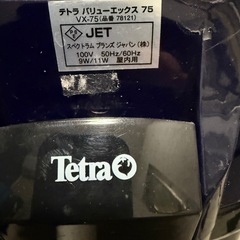 テトラ バリューエックス 75
VX-75(品番 78121)
PS
E
JET
スペクトラム ブランズ ジャパン(株)
100V 50Hz/60Hz
9W/11W 屋内用
Tetra